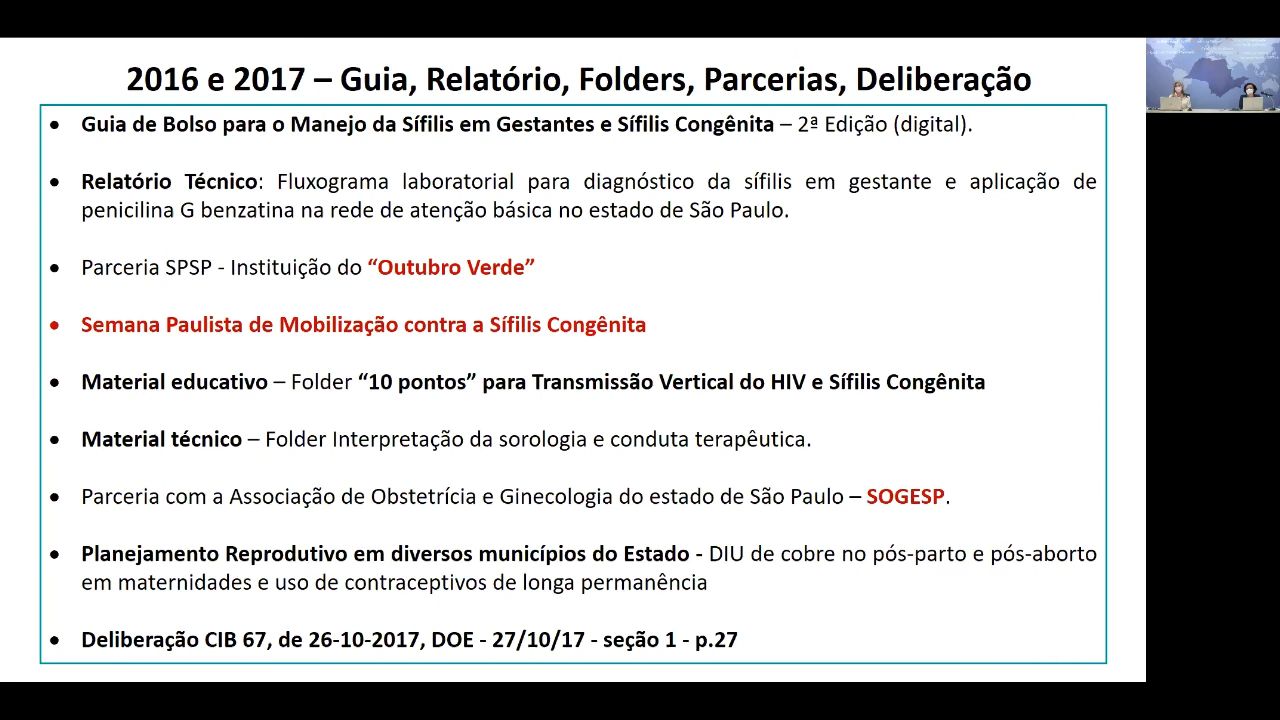 2016 e 2017 – Guia, Relatório, Folders, Parcerias, Deliberação
• Guia de Bolso para o Manejo da Sífilis em Gestantes e Sífilis Congênita – 2ª Edição (digital).
• Relatório Técnico: Fluxograma laboratorial para diagnóstico da sífilis em gestante e aplicação de
penicilina G benzatina na rede de atenção básica no estado de São Paulo.
• Parceria SPSP - Instituição do “Outubro Verde”
• Semana Paulista de Mobilização contra a Sífilis Congênita
• Material educativo – Folder “10 pontos” para Transmissão Vertical do HIV e Sífilis Congênita
• Material técnico – Folder Interpretação da sorologia e conduta terapêutica.
• Parceria com a Associação de Obstetrícia e Ginecologia do estado de São Paulo – SOGESP.
• Planejamento Reprodutivo em diversos municípios do Estado - DIU de cobre no pós-parto e pós-aborto
em maternidades e uso de contraceptivos de longa permanência
• Deliberação CIB 67, de 26-10-2017, DOE - 27/10/17 - seção 1 - p.27